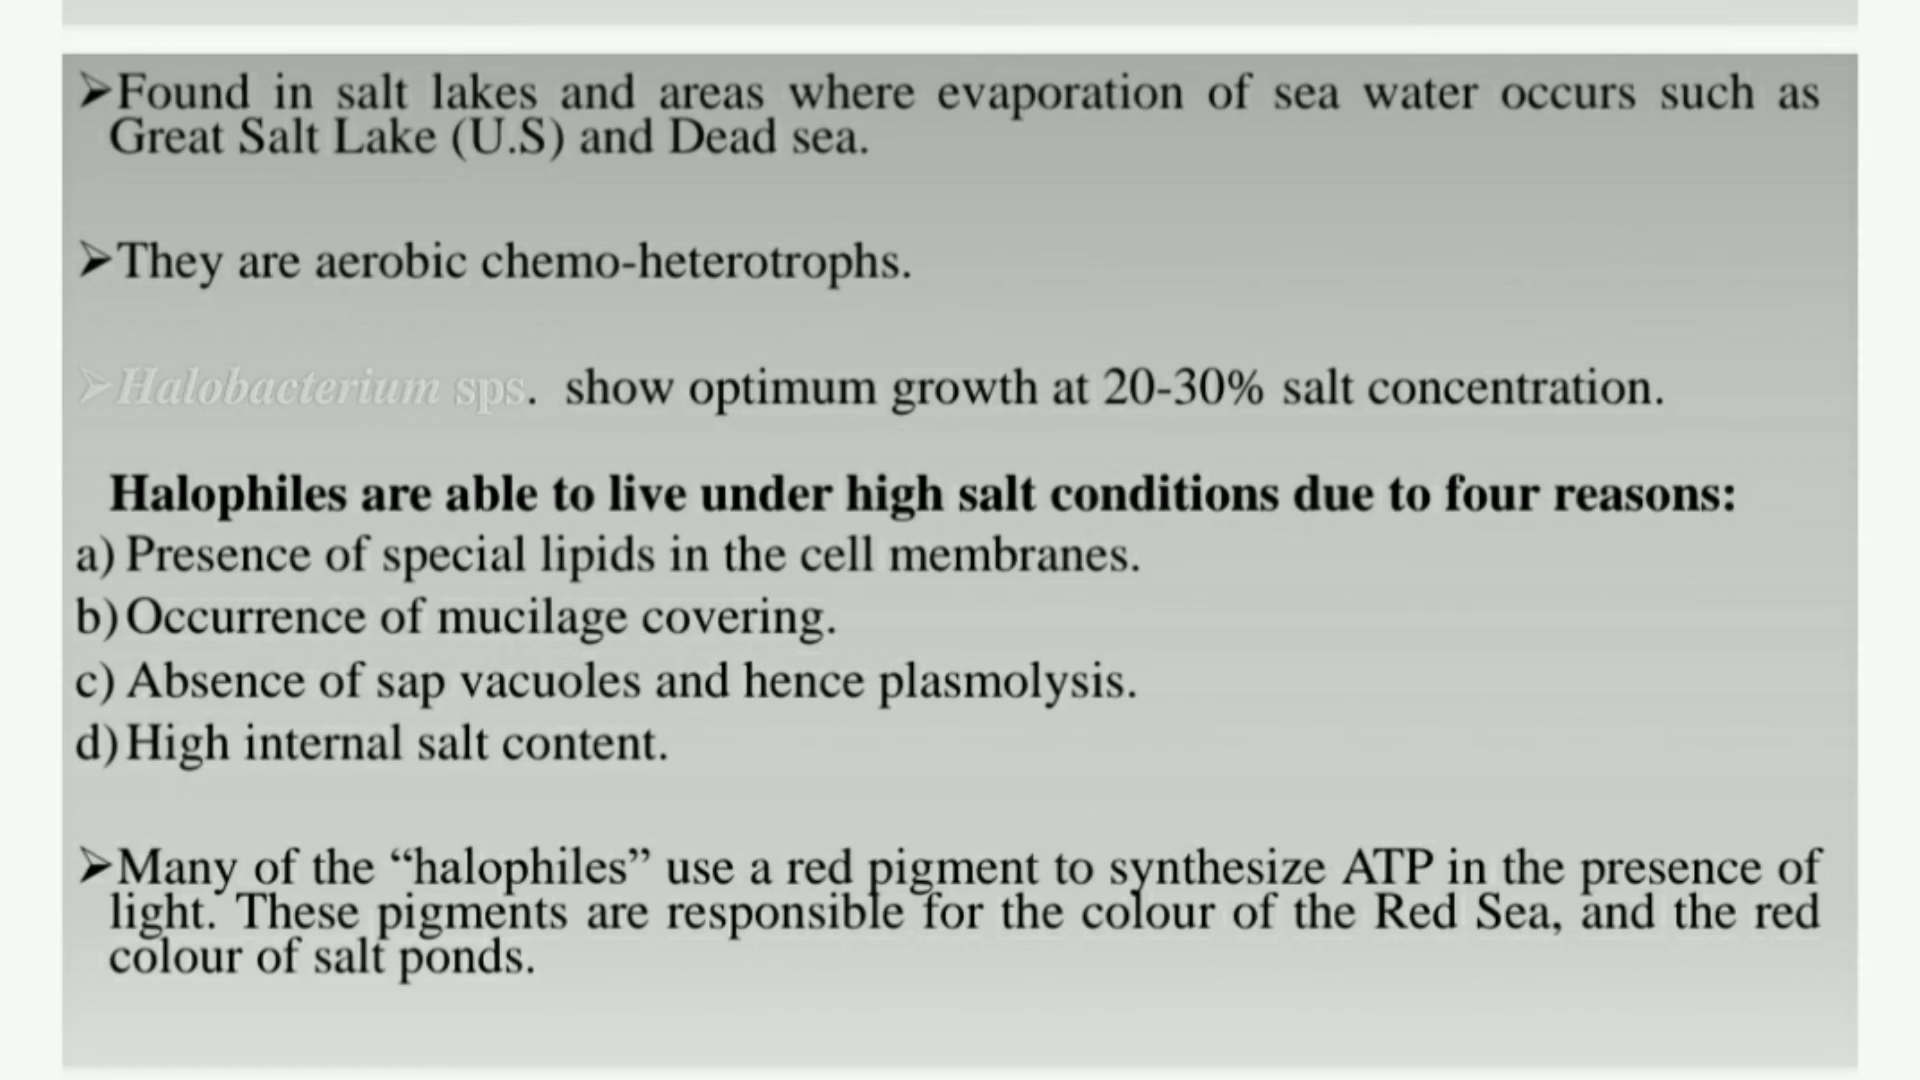 ➢Found in salt lakes and areas where evaporation of sea water occurs such as
Great Salt Lake (U.S) and Dead sea.
➢They are aerobic chemo-heterotrophs.
➢Halobacterium sps. show optimum growth at 20-30% salt concentration.
Halophiles are able to live under high salt conditions due to four reasons:
a) Presence of special lipids in the cell membranes.
b) Occurrence of mucilage covering.
c) Absence of sap vacuoles and hence plasmolysis.
d) High internal salt content.
➢Many of the “halophiles” use a red pigment to synthesize ATP in the presence of
light. These pigments are responsible for the colour of the Red Sea, and the red
colour of salt ponds.